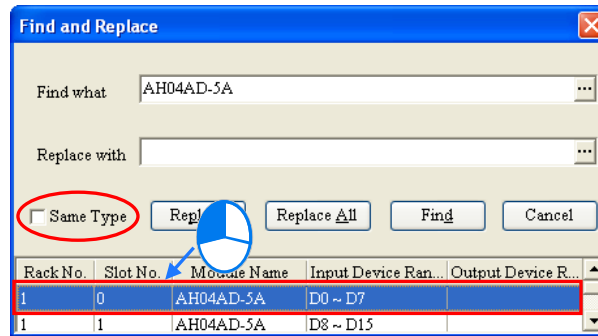 Find and Replace
Find what AH04AD-5A ...
Replace with ...
Same Type Replace All Find Cancel
Rack No. Slot No. Module Name Input Device Ran... Output Device R...
1 0 AH04AD-5A D0 ~ D7
1 1 AH04AD-5A D8 ~ D15